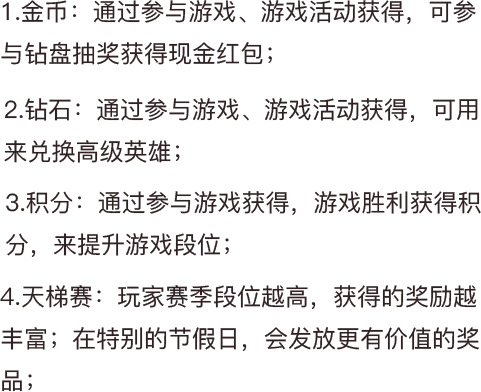 1.金币：通过参与游戏、游戏活动获得，可参
与钻盘抽奖获得现金红包；
2.钻石：通过参与游戏、游戏活动获得，可用
来兑换高级英雄；
3.积分：通过参与游戏获得，游戏胜利获得积
分，来提升游戏段位；
4.天梯赛：玩家赛季段位越高，获得的奖励越
丰富；在特别的节假日，会发放更有价值的奖
品；